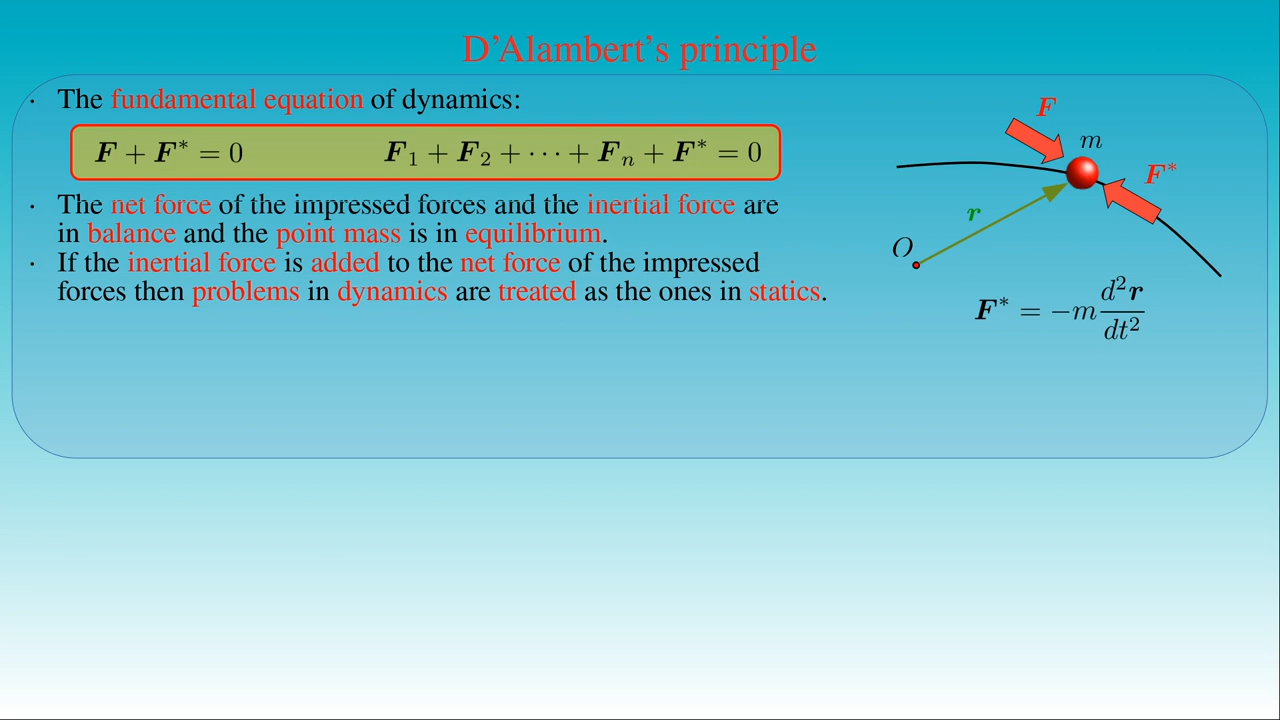 D'Alambert's principle
· The fundamental equation of dynamics:
F + F* = 0 F₁ + F₂ + ··· + Fₙ + F* = 0
· The net force of the impressed forces and the inertial force are
in balance and the point mass is in equilibrium.
· If the inertial force is added to the net force of the impressed
forces then problems in dynamics are treated as the ones in statics.
F
m
F*
r
O
F* = −m d²r/dt²